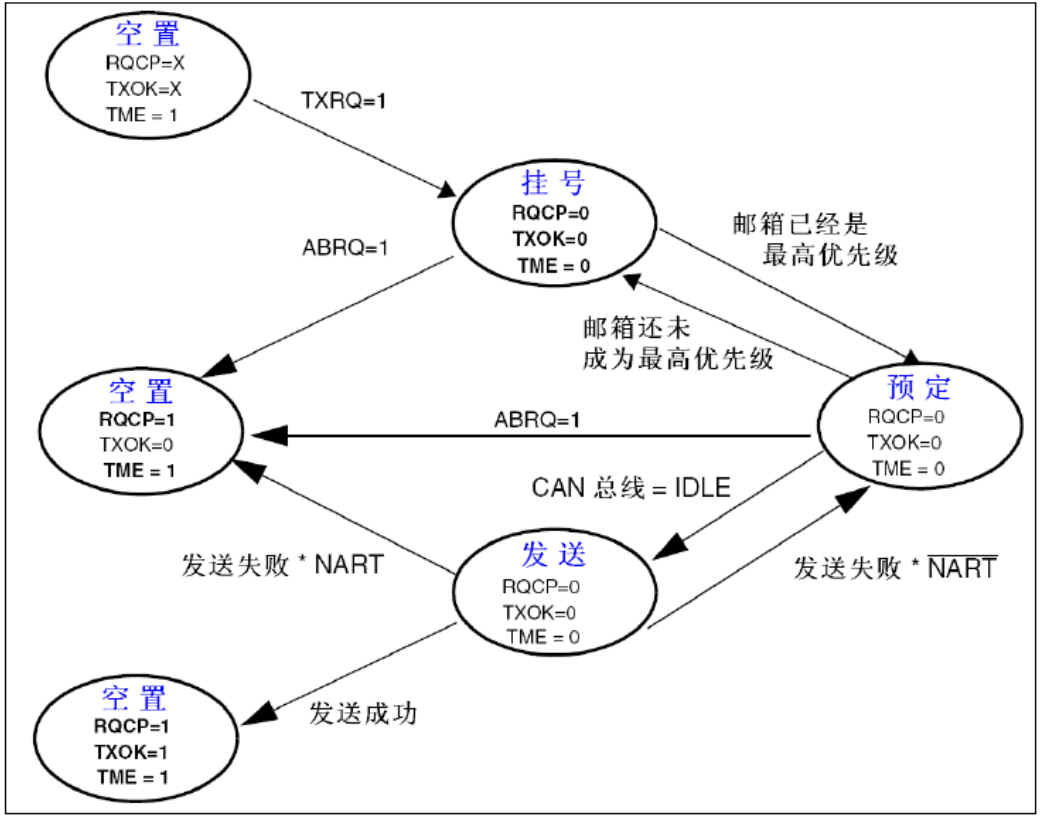 空置
RQCP=X
TXOK=X
TME = 1
TXRQ=1
挂号
RQCP=0
TXOK=0
TME = 0
ABRQ=1
邮箱已经是
最高优先级
邮箱还未
成为最高优先级
空置
RQCP=1
TXOK=0
TME = 1
ABRQ=1
预定
RQCP=0
TXOK=0
TME = 0
CAN 总线 = IDLE
发送
RQCP=0
TXOK=0
TME = 0
发送失败 * NART
发送失败 * N̅A̅R̅T̅
空置
RQCP=1
TXOK=1
TME = 1
发送成功